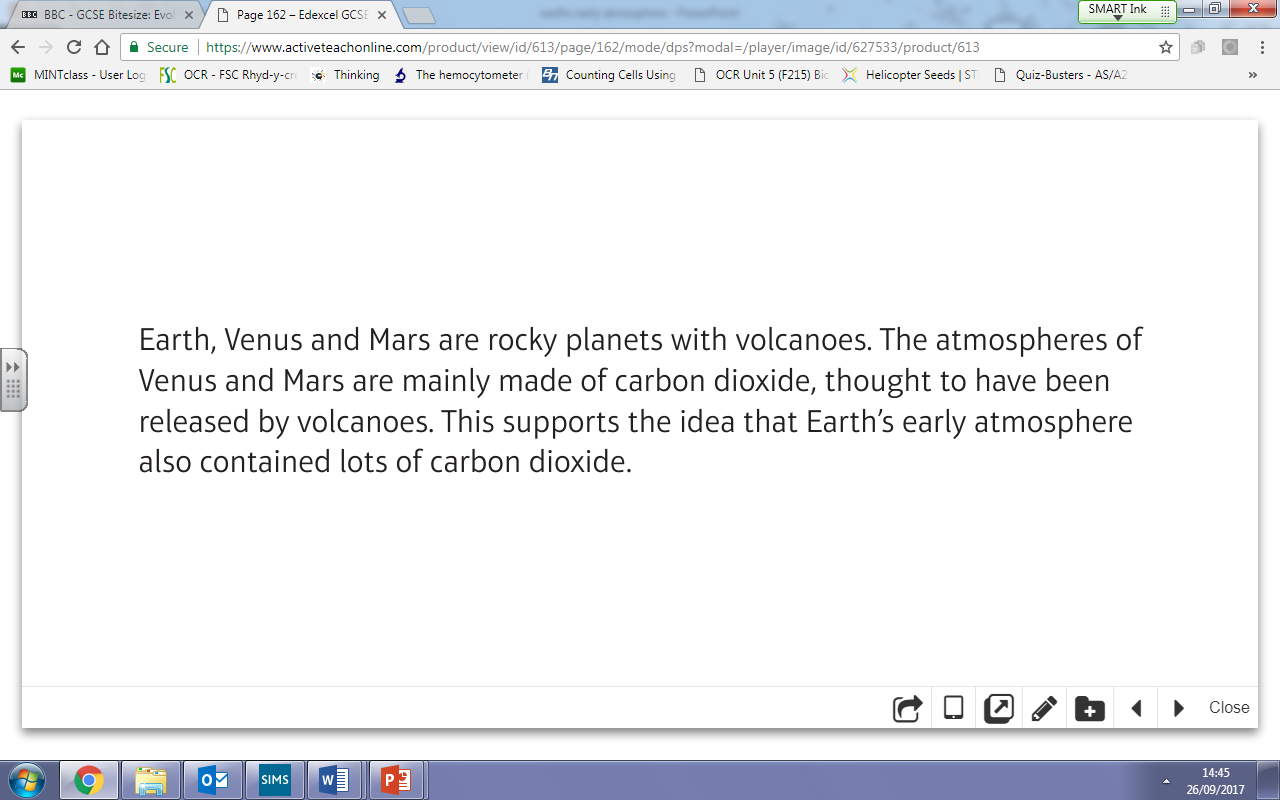 BBC - GCSE Bitesize: Evol
Page 162 – Edexcel GCSE
SMART Ink
Secure
https://www.activeteachonline.com/product/view/id/613/page/162/mode/dps?modal=/player/image/id/627533/product/613
MINTclass - User Log
OCR - FSC Rhyd-y-cre
Thinking
The hemocytometer (
Counting Cells Using
OCR Unit 5 (F215) Bio
Helicopter Seeds | ST
Quiz-Busters - AS/A2
»
Earth, Venus and Mars are rocky planets with volcanoes. The atmospheres of
Venus and Mars are mainly made of carbon dioxide, thought to have been
released by volcanoes. This supports the idea that Earth’s early atmosphere
also contained lots of carbon dioxide.
Close
SIMS
14:45
26/09/2017